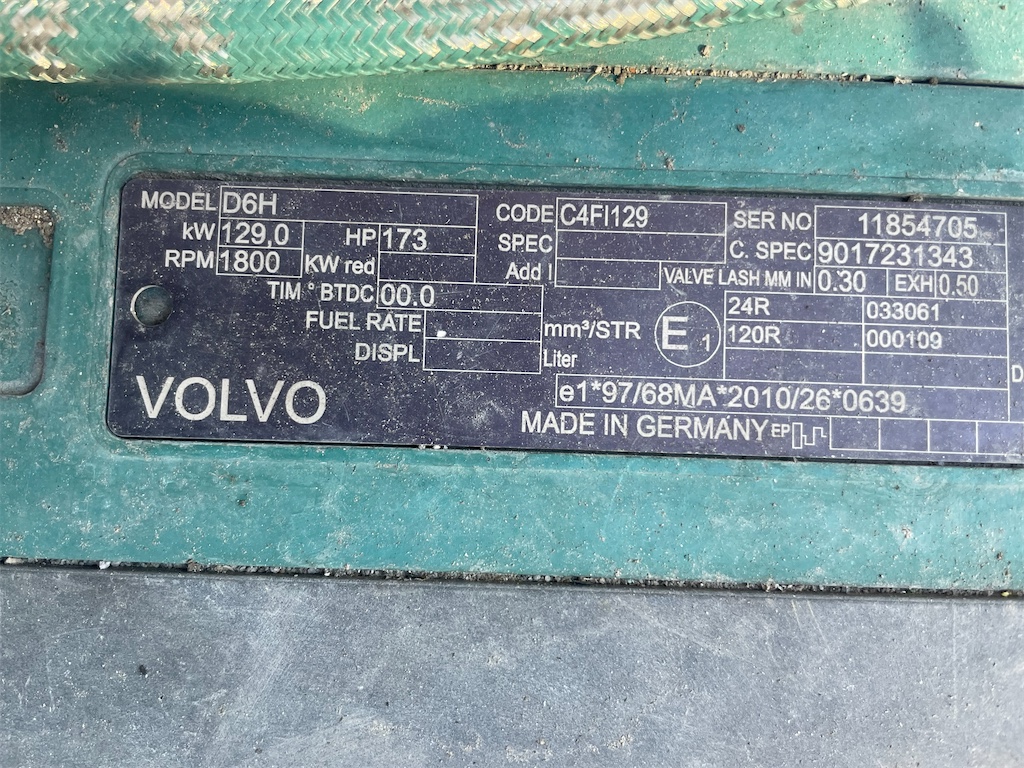 MODEL D6H
CODE C4FI129
SER NO 11854705
kW 129,0 HP 173
SPEC
C. SPEC 9017231343
RPM 1800 KW red
Add I
VALVE LASH MM IN 0.30 EXH 0.50
TIM ° BTDC 00.0
24R 033061
FUEL RATE . mm³/STR
E 1
120R 000109
DISPL Liter
D
e1*97/68MA*2010/26*0639
VOLVO
MADE IN GERMANY EP